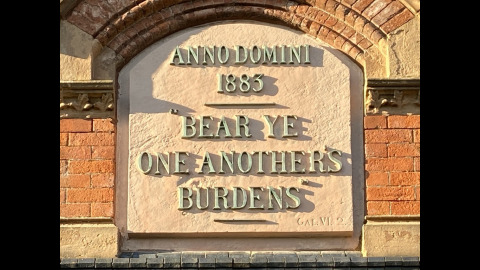 ANNO DOMINI
1883
"BEAR YE
ONE ANOTHERS
BURDENS"
GAL. VI. 2